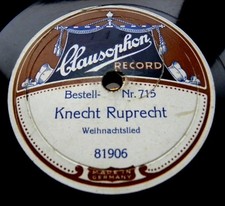 Clausophon
RECORD
Bestell- Nr. 715
Knecht Ruprecht
Weihnachtslied
81906
MADE IN
GERMANY